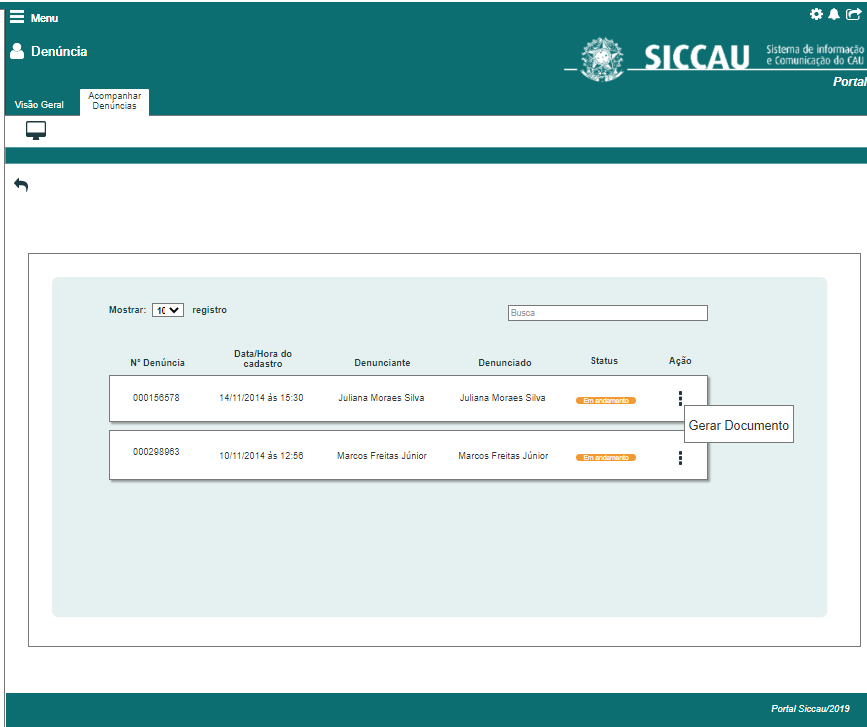 Menu
Denúncia
SICCAU
Sistema de informação
e Comunicação do CAU
Portal
Visão Geral
Acompanhar
Denúncias
Mostrar: 10 registro
Busca
Nº Denúncia
Data/Hora do
cadastro
Denunciante
Denunciado
Status
Ação
000156578
14/11/2014 ás 15:30
Juliana Moraes Silva
Juliana Moraes Silva
Em andamento
Gerar Documento
000298963
10/11/2014 ás 12:56
Marcos Freitas Júnior
Marcos Freitas Júnior
Em andamento
Portal Siccau/2019